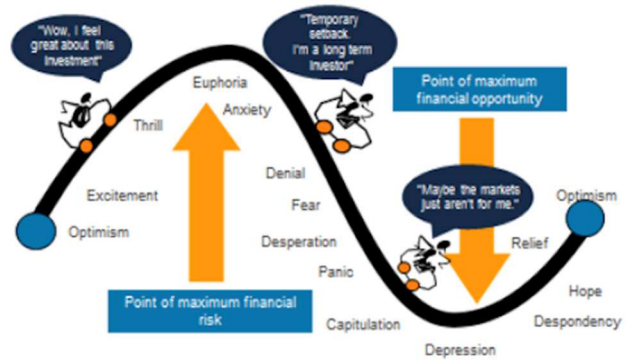 "Wow, I feel
great about this
Investment"
"Temporary
setback.
I'm a long term
Investor"
Point of maximum
financial opportunity
Euphoria
Anxiety
Thrill
Denial
Excitement
Fear
"Maybe the markets
just aren't for me."
Optimism
Optimism
Desperation
Relief
Panic
Hope
Point of maximum financial
risk
Capitulation
Despondency
Depression